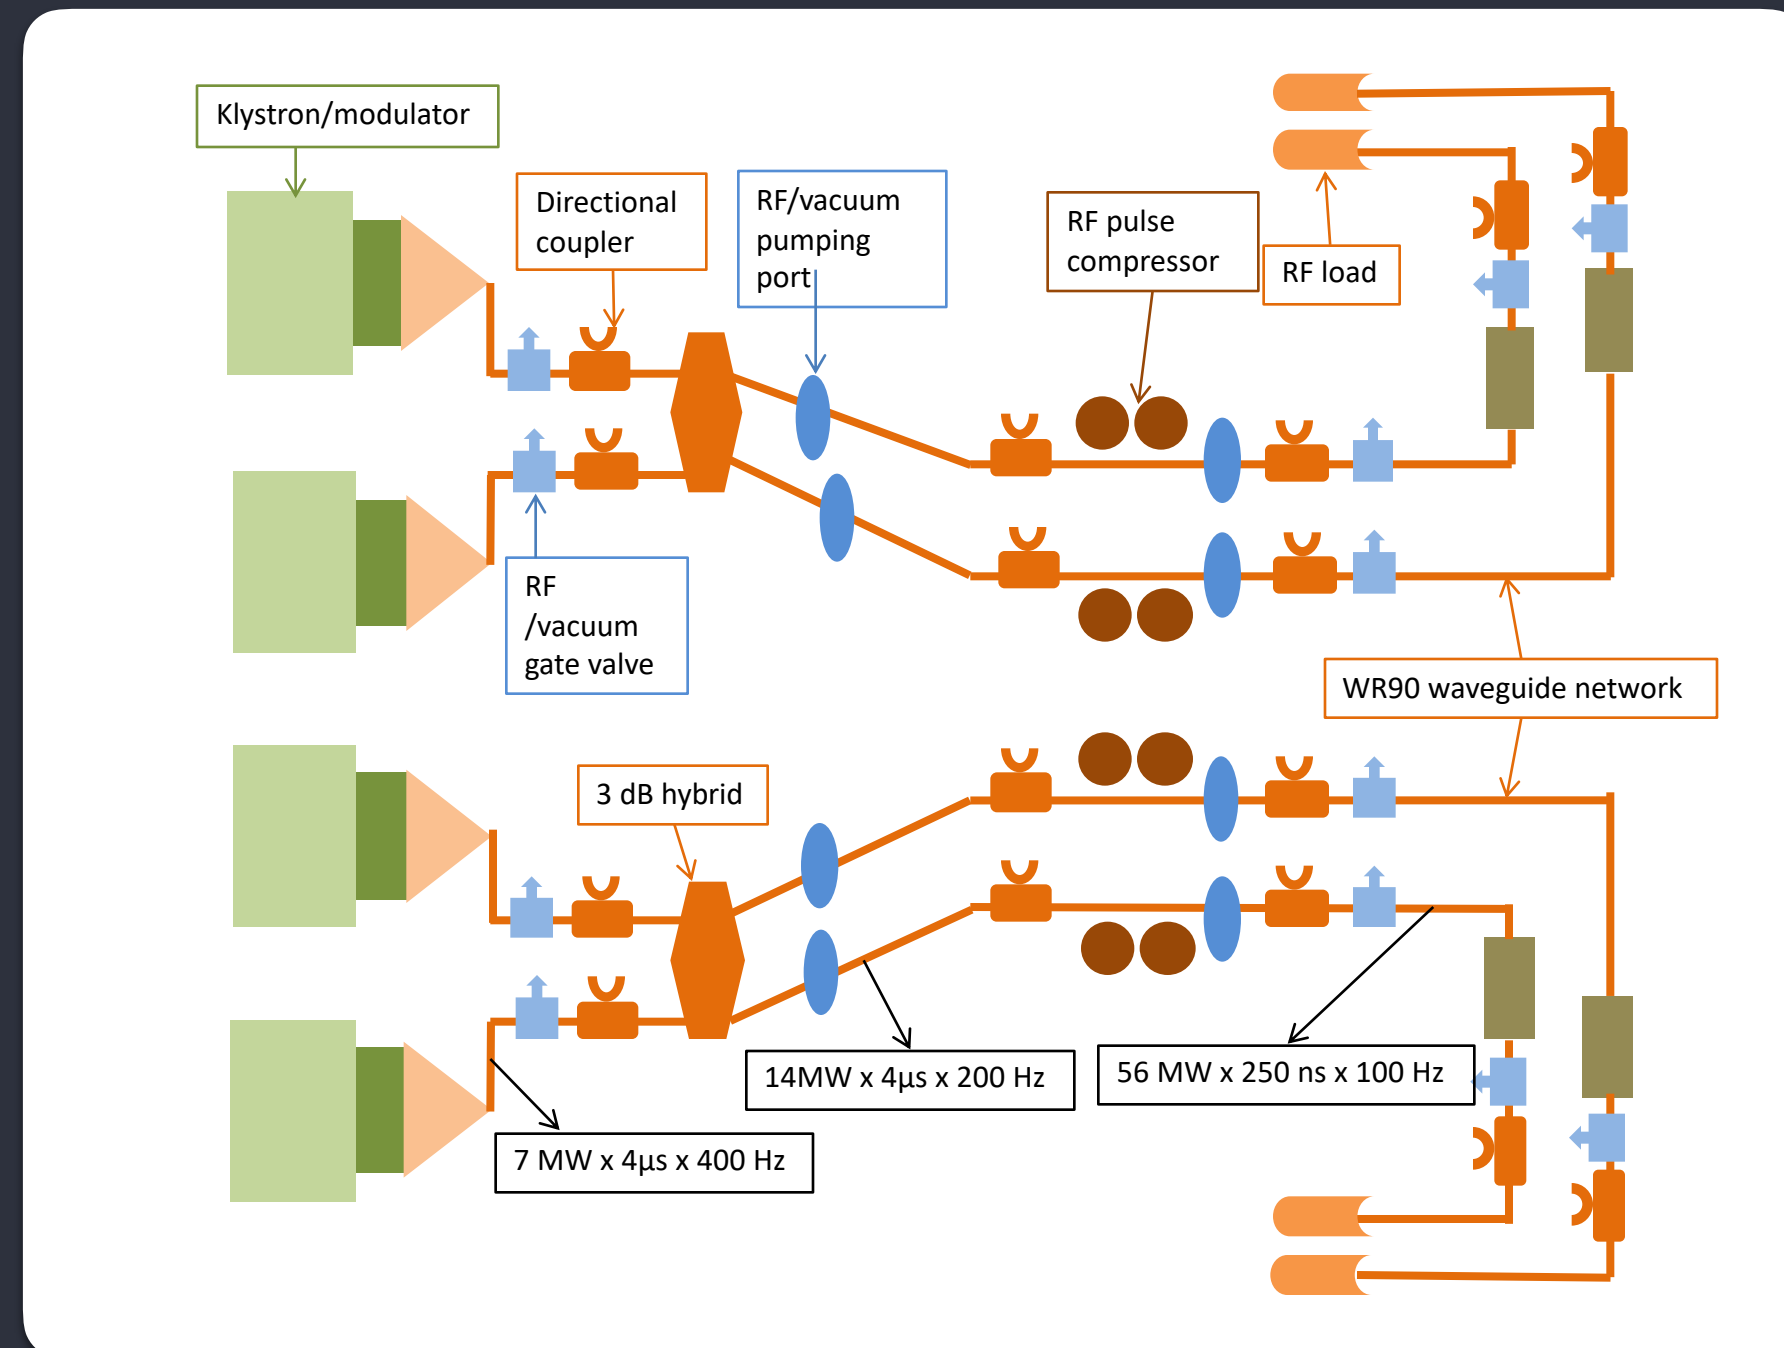 Klystron/modulator
Directional
coupler
RF/vacuum
pumping
port
RF pulse
compressor
RF load
RF
/vacuum
gate valve
WR90 waveguide network
3 dB hybrid
14MW x 4µs x 200 Hz
56 MW x 250 ns x 100 Hz
7 MW x 4µs x 400 Hz